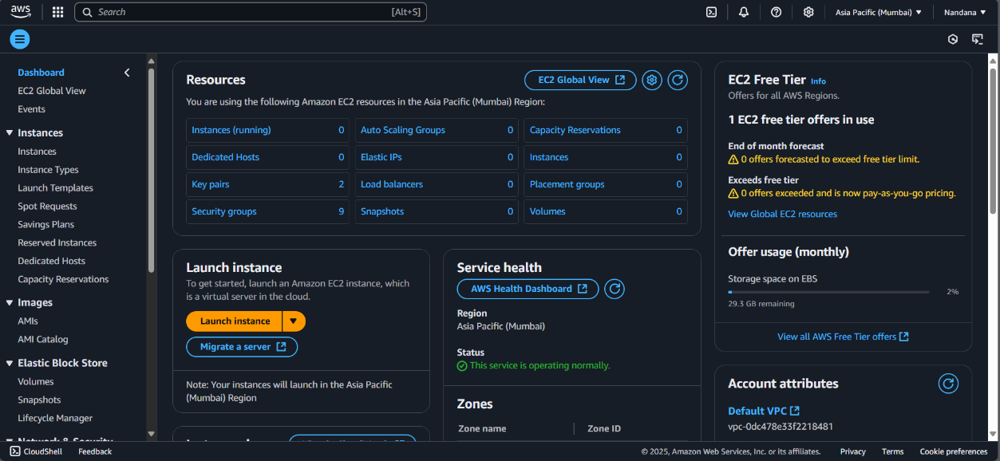 aws
Search [Alt+S]
Asia Pacific (Mumbai)
Nandana
Dashboard
EC2 Global View
Events
Instances
Instances
Instance Types
Launch Templates
Spot Requests
Savings Plans
Reserved Instances
Dedicated Hosts
Capacity Reservations
Images
AMIs
AMI Catalog
Elastic Block Store
Volumes
Snapshots
Lifecycle Manager
Network & Security
Resources
EC2 Global View
You are using the following Amazon EC2 resources in the Asia Pacific (Mumbai) Region:
Instances (running) 0
Auto Scaling Groups 0
Capacity Reservations 0
Dedicated Hosts 0
Elastic IPs 0
Instances 0
Key pairs 2
Load balancers 0
Placement groups 0
Security groups 9
Snapshots 0
Volumes 0
Launch instance
To get started, launch an Amazon EC2 instance, which
is a virtual server in the cloud.
Launch instance
Migrate a server
Note: Your instances will launch in the Asia Pacific
(Mumbai) Region
Service health
AWS Health Dashboard
Region
Asia Pacific (Mumbai)
Status
This service is operating normally.
Zones
Zone name
Zone ID
EC2 Free Tier Info
Offers for all AWS Regions.
1 EC2 free tier offers in use
End of month forecast
0 offers forecasted to exceed free tier limit.
Exceeds free tier
0 offers exceeded and is now pay-as-you-go pricing.
View Global EC2 resources
Offer usage (monthly)
Storage space on EBS
2%
29.3 GB remaining
View all AWS Free Tier offers
Account attributes
Default VPC
vpc-0dc478e33f2218481
CloudShell
Feedback
© 2025, Amazon Web Services, Inc. or its affiliates.
Privacy
Terms
Cookie preferences